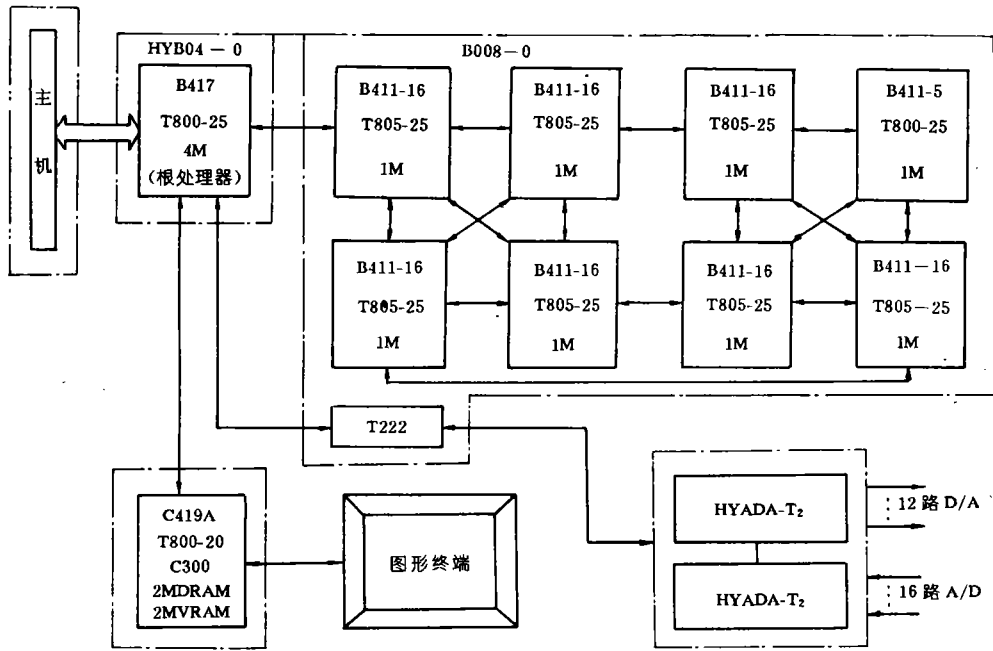 HYB04-0
B008-0
主
机
B417
T800-25
4M
(根处理器)
B411-16
T805-25
1M
B411-16
T805-25
1M
B411-16
T805-25
1M
B411-5
T800-25
1M
B411-16
T805-25
1M
B411-16
T805-25
1M
B411-16
T805-25
1M
B411-16
T805-25
1M
T222
C419A
T800-20
C300
2MDRAM
2MVRAM
图形终端
HYADA-T₂
HYADA-T₂
12 路 D/A
16 路 A/D